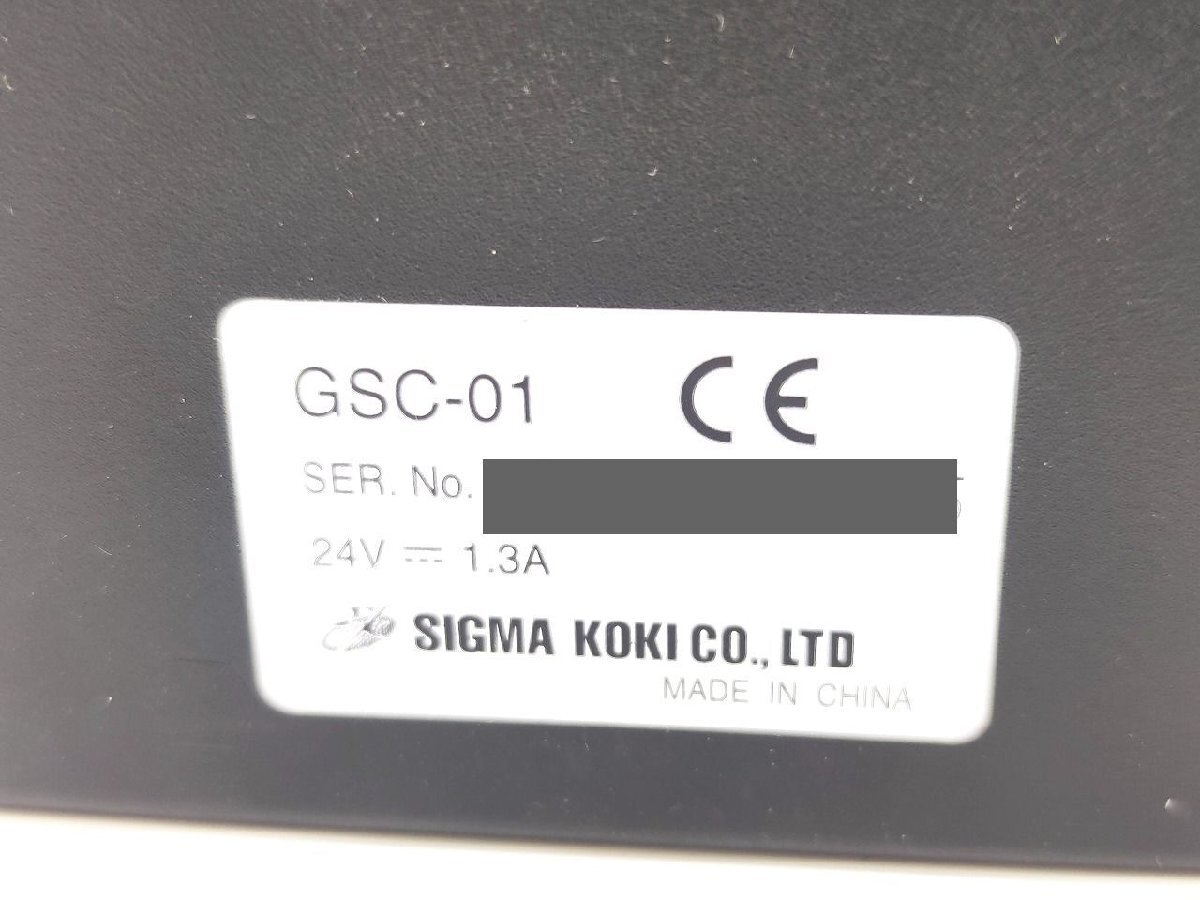 GSC-01 CE
SER. No.
24V ⎓ 1.3A
SIGMA KOKI CO., LTD
MADE IN CHINA